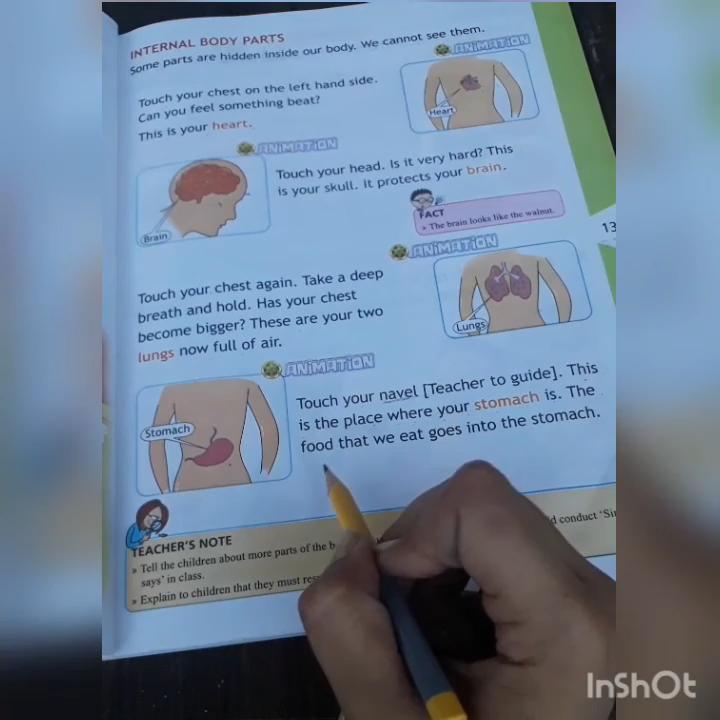 INTERNAL BODY PARTS
Some parts are hidden inside our body. We cannot see them.
ANIMATION
Touch your chest on the left hand side.
Can you feel something beat?
This is your heart.
Heart
ANIMATION
Touch your head. Is it very hard? This
is your skull. It protects your brain.
Brain
FACT
» The brain looks like the walnut.
13
ANIMATION
Touch your chest again. Take a deep
breath and hold. Has your chest
become bigger? These are your two
lungs now full of air.
Lungs
ANIMATION
Touch your navel [Teacher to guide]. This
is the place where your stomach is. The
food that we eat goes into the stomach.
Stomach
TEACHER'S NOTE
» Tell the children about more parts of the
conduct
says' in class.
» Explain to children that they must
InShOt